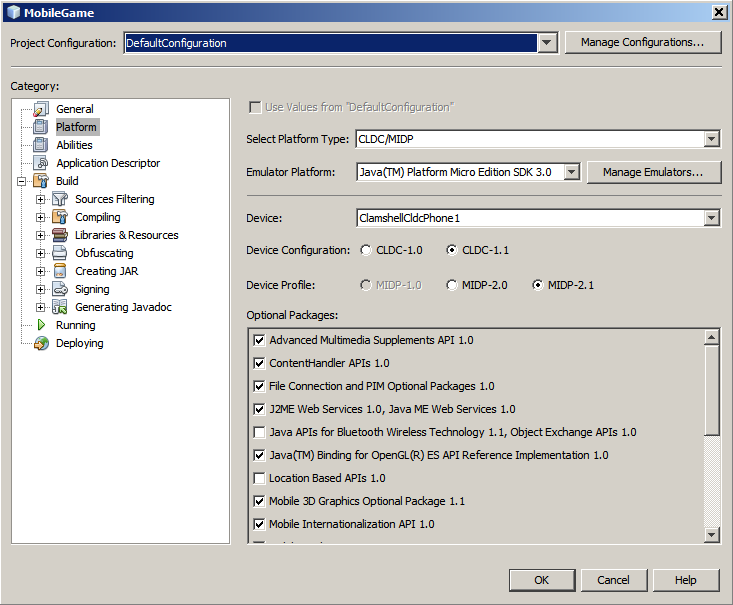 MobileGame
Project Configuration: DefaultConfiguration Manage Configurations...
Category:
General
Platform
Abilities
Application Descriptor
Build
Sources Filtering
Compiling
Libraries & Resources
Obfuscating
Creating JAR
Signing
Generating Javadoc
Running
Deploying
Use Values from "DefaultConfiguration"
Select Platform Type: CLDC/MIDP
Emulator Platform: Java(TM) Platform Micro Edition SDK 3.0 Manage Emulators...
Device: ClamshellCldcPhone1
Device Configuration: CLDC-1.0 CLDC-1.1
Device Profile: MIDP-1.0 MIDP-2.0 MIDP-2.1
Optional Packages:
Advanced Multimedia Supplements API 1.0
ContentHandler APIs 1.0
File Connection and PIM Optional Packages 1.0
J2ME Web Services 1.0, Java ME Web Services 1.0
Java APIs for Bluetooth Wireless Technology 1.1, Object Exchange APIs 1.0
Java(TM) Binding for OpenGL(R) ES API Reference Implementation 1.0
Location Based APIs 1.0
Mobile 3D Graphics Optional Package 1.1
Mobile Internationalization API 1.0
OK Cancel Help